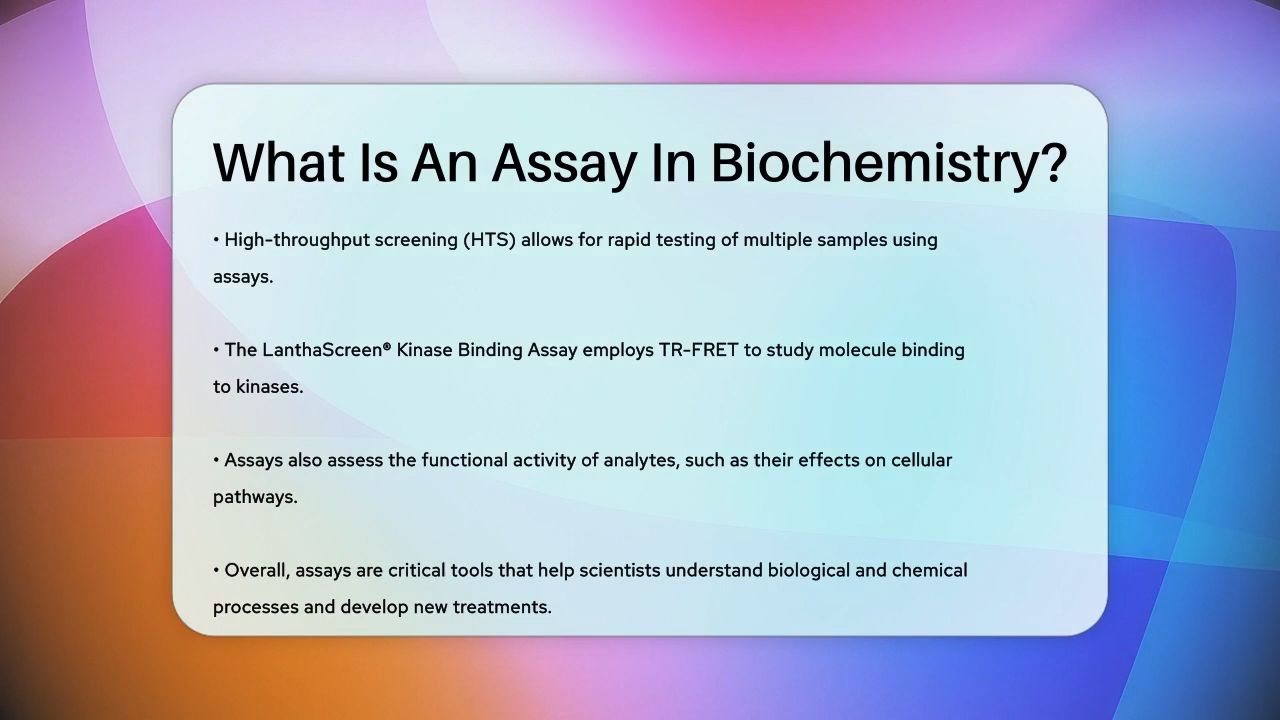 What Is An Assay In Biochemistry?
• High-throughput screening (HTS) allows for rapid testing of multiple samples using
assays.
• The LanthaScreen® Kinase Binding Assay employs TR-FRET to study molecule binding
to kinases.
• Assays also assess the functional activity of analytes, such as their effects on cellular
pathways.
• Overall, assays are critical tools that help scientists understand biological and chemical
processes and develop new treatments.